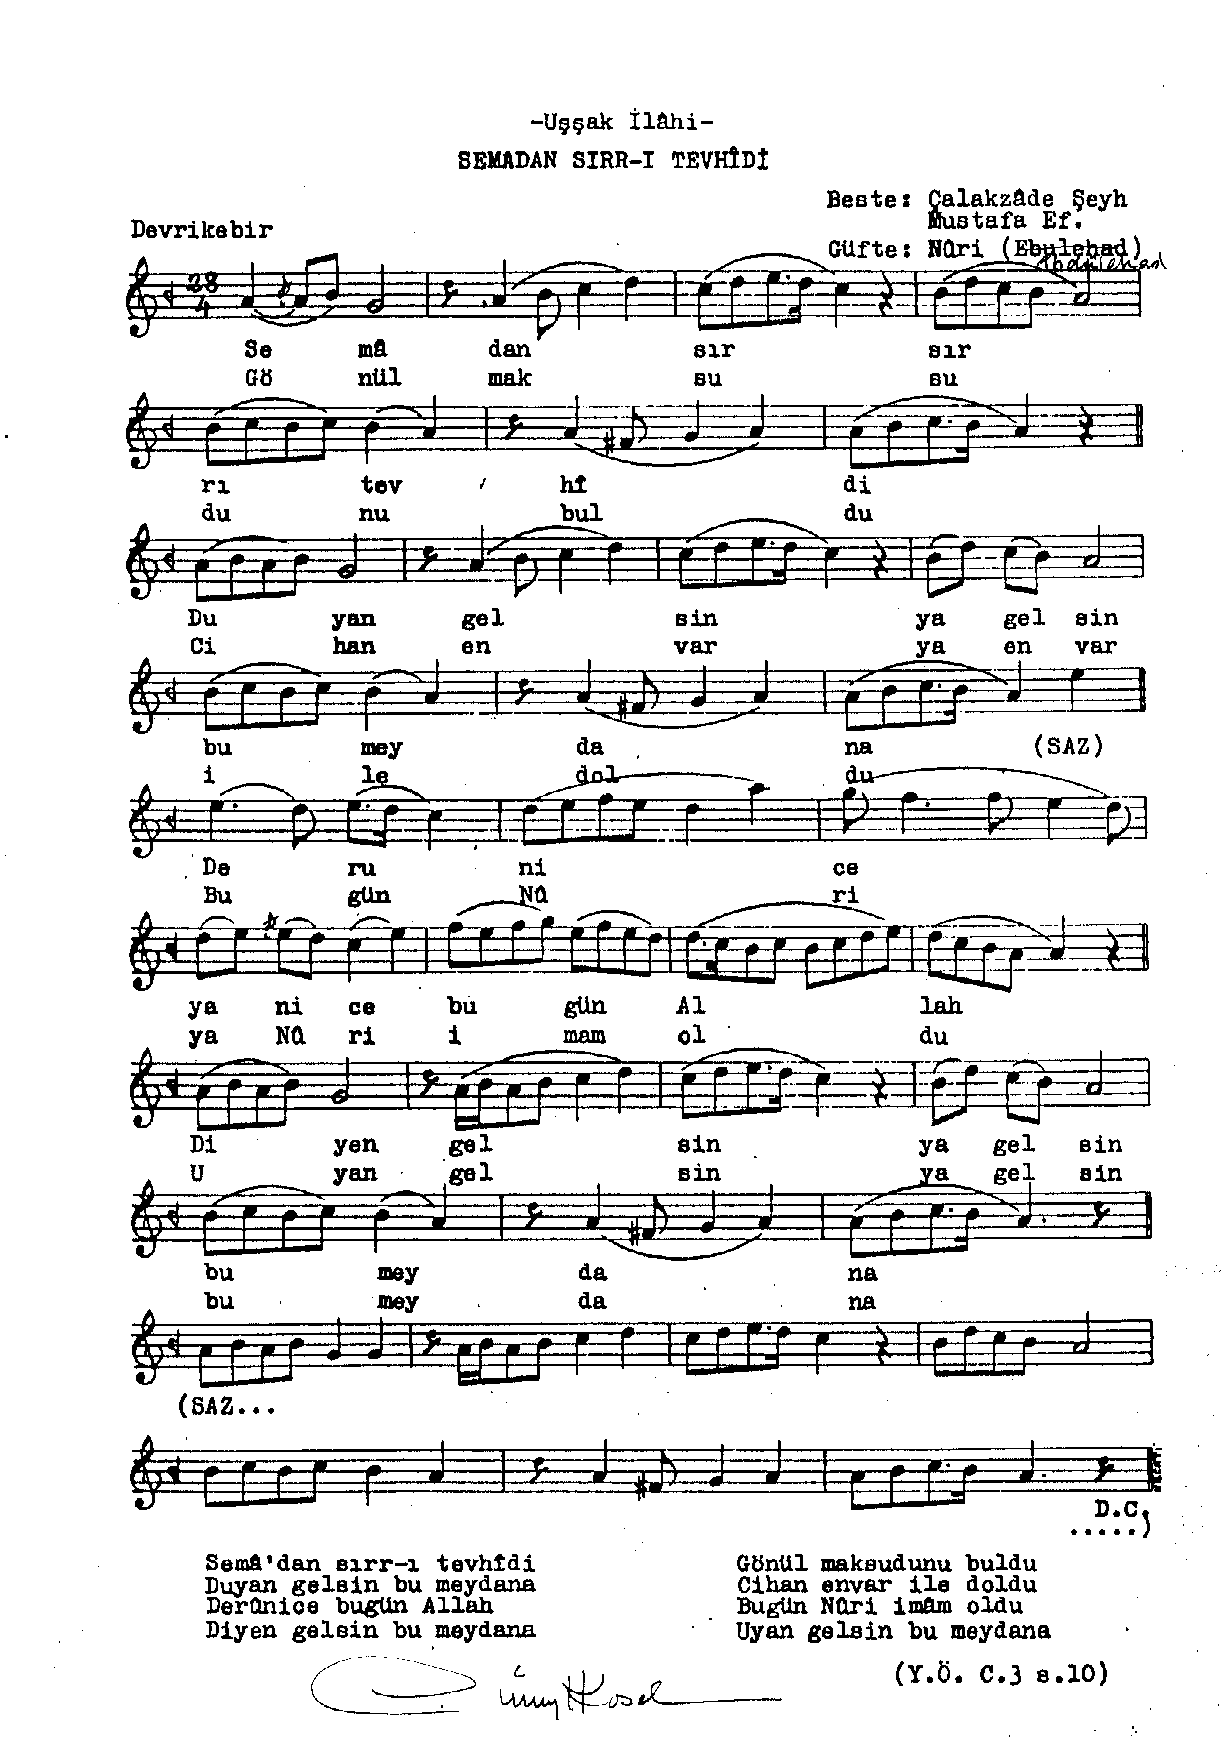 -Uşşak İlâhi-
SEMADAN SIRR-I TEVHÎDİ
Beste: Çalakzâde Şeyh
Mustafa Ef.
Devrikebir
Güfte: Nûri (Ebulehad)
Abdulehad
28
4
Se mâ dan sır sır
Gö nül mak su su
rı tev hî di
du nu bul du
Du yan gel sin ya gel sin
Ci han en var ya en var
bu mey da na (SAZ)
i le dol du
De ru ni ce
Bu gün Nû ri
ya ni ce bu gün Al lah
ya Nû ri i mam ol du
Di yen gel sin ya gel sin
U yan gel sin ya gel sin
bu mey da na
bu mey da na
(SAZ...
D.C.
.....)
Semâ'dan sırr-ı tevhîdi
Duyan gelsin bu meydana
Derûnice bugün Allah
Diyen gelsin bu meydana
Gönül maksudunu buldu
Cihan envar ile doldu
Bugün Nûri imâm oldu
Uyan gelsin bu meydana
(Y.Ö. C.3 s.10)